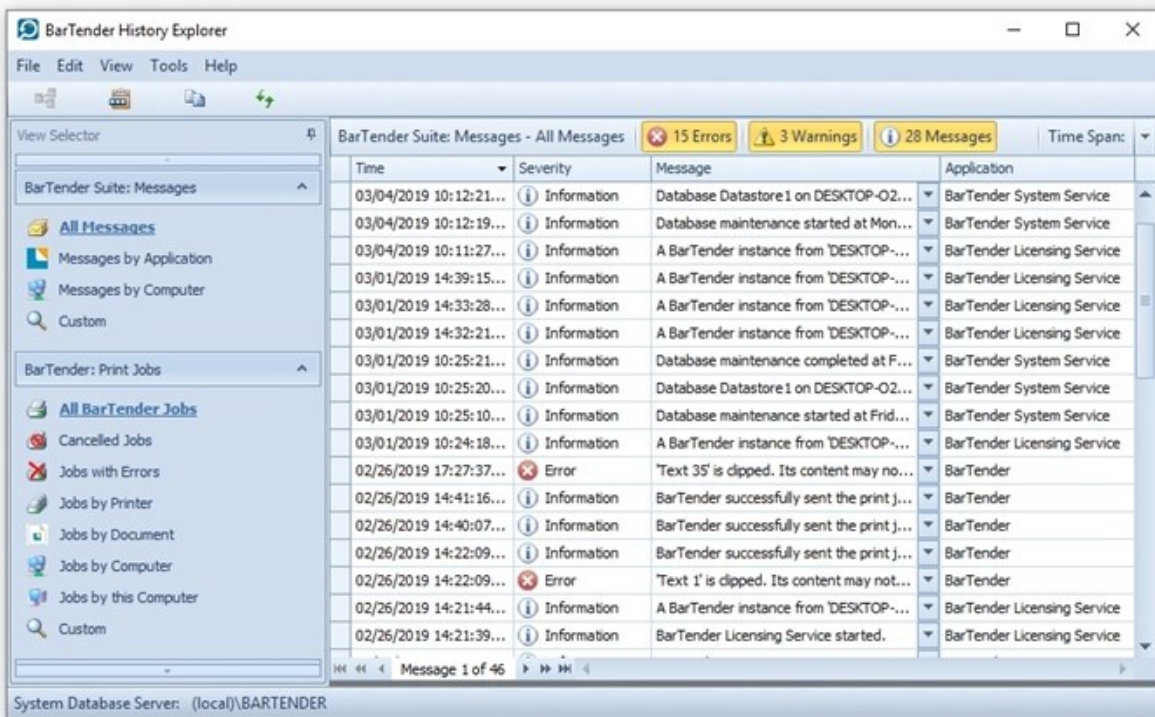 BarTender History Explorer
File Edit View Tools Help
View Selector
BarTender Suite: Messages
All Messages
Messages by Application
Messages by Computer
Custom
BarTender: Print Jobs
All BarTender Jobs
Cancelled Jobs
Jobs with Errors
Jobs by Printer
Jobs by Document
Jobs by Computer
Jobs by this Computer
Custom
BarTender Suite: Messages - All Messages 15 Errors 3 Warnings 28 Messages Time Span:
Time Severity Message Application
03/04/2019 10:12:21... Information Database Datastore1 on DESKTOP-O2... BarTender System Service
03/04/2019 10:12:19... Information Database maintenance started at Mon... BarTender System Service
03/04/2019 10:11:27... Information A BarTender instance from 'DESKTOP-... BarTender Licensing Service
03/01/2019 14:39:15... Information A BarTender instance from 'DESKTOP-... BarTender Licensing Service
03/01/2019 14:33:28... Information A BarTender instance from 'DESKTOP-... BarTender Licensing Service
03/01/2019 14:32:21... Information A BarTender instance from 'DESKTOP-... BarTender Licensing Service
03/01/2019 10:25:21... Information Database maintenance completed at F... BarTender System Service
03/01/2019 10:25:20... Information Database Datastore1 on DESKTOP-O2... BarTender System Service
03/01/2019 10:25:10... Information Database maintenance started at Frid... BarTender System Service
03/01/2019 10:24:18... Information A BarTender instance from 'DESKTOP-... BarTender Licensing Service
02/26/2019 17:27:37... Error 'Text 35' is clipped. Its content may no... BarTender
02/26/2019 14:41:16... Information BarTender successfully sent the print j... BarTender
02/26/2019 14:40:07... Information BarTender successfully sent the print j... BarTender
02/26/2019 14:22:09... Information BarTender successfully sent the print j... BarTender
02/26/2019 14:22:09... Error 'Text 1' is clipped. Its content may not... BarTender
02/26/2019 14:21:44... Information A BarTender instance from 'DESKTOP-... BarTender Licensing Service
02/26/2019 14:21:39... Information BarTender Licensing Service started. BarTender Licensing Service
Message 1 of 46
System Database Server: (local)\BARTENDER